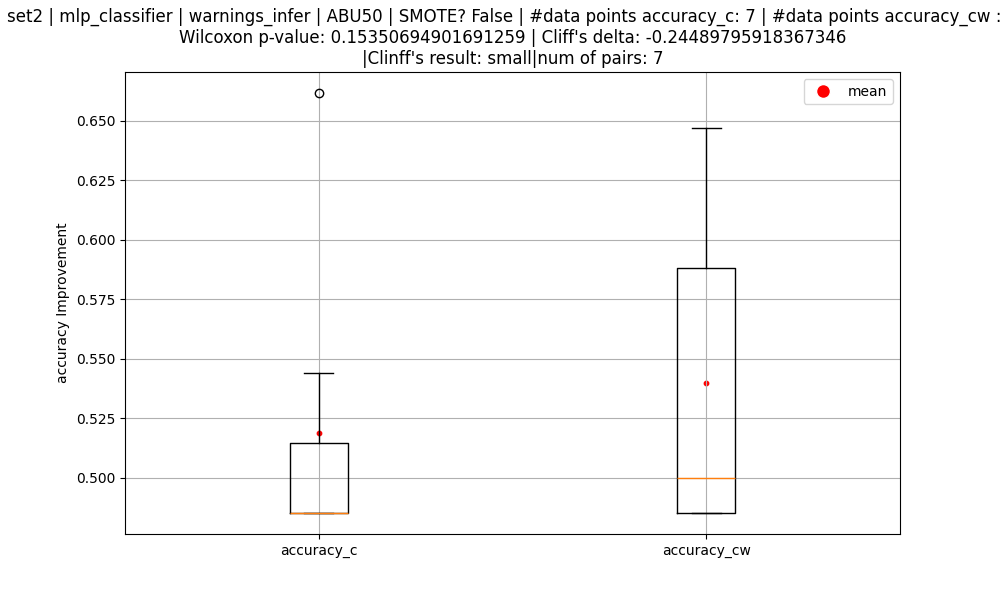 set2 | mlp_classifier | warnings_infer | ABU50 | SMOTE? False | #data points accuracy_c: 7 | #data points accuracy_cw :
Wilcoxon p-value: 0.15350694901691259 | Cliff's delta: -0.24489795918367346
|Clinff's result: small|num of pairs: 7
mean
0.650
0.625
0.600
0.575
0.550
0.525
0.500
accuracy Improvement
accuracy_c
accuracy_cw